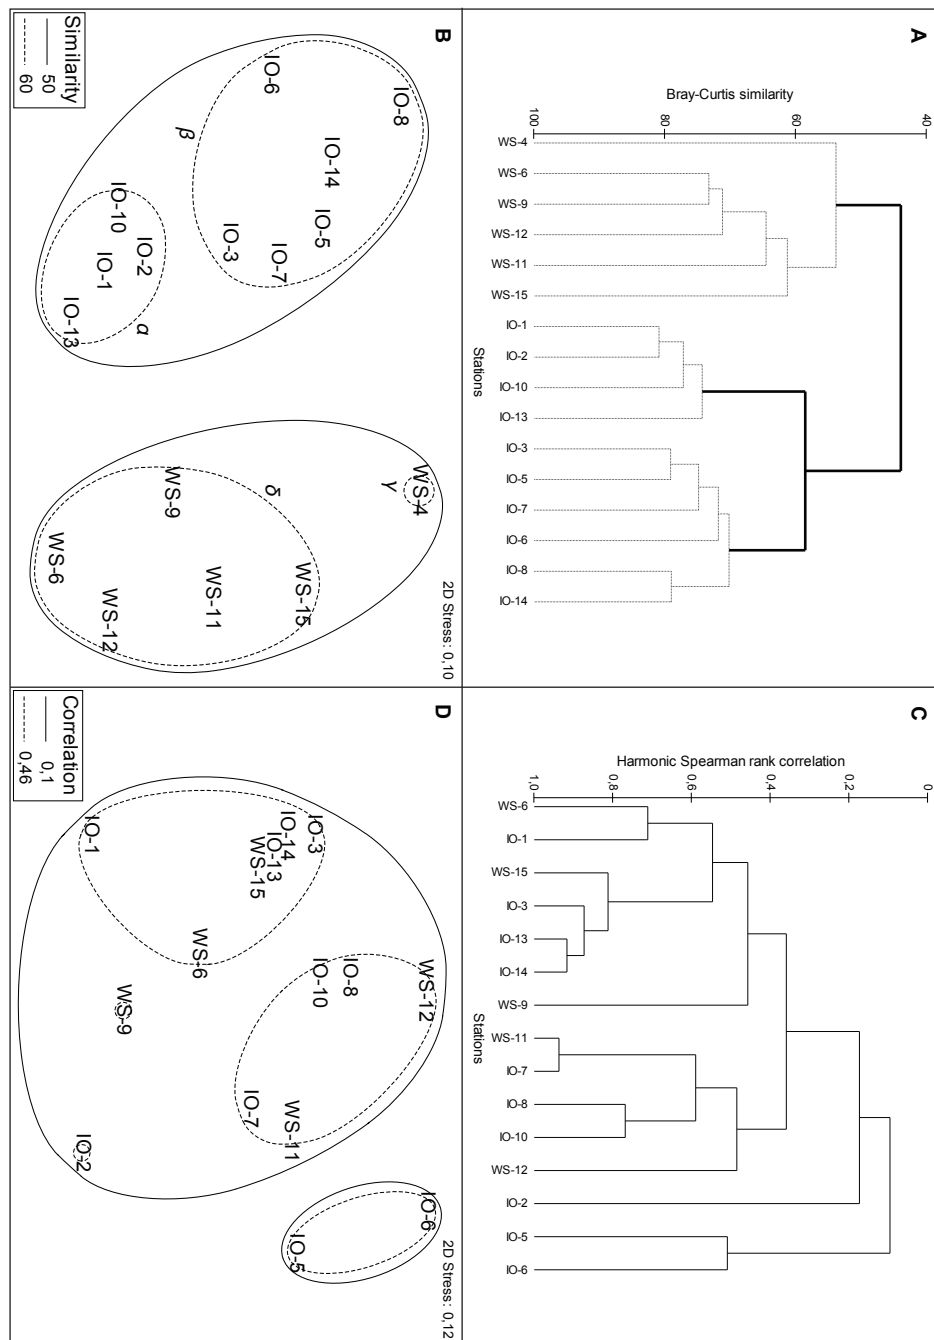 A
Bray-Curtis similarity
40
60
80
100
WS-4
WS-6
WS-9
WS-12
WS-11
WS-15
IO-1
IO-2
IO-10
IO-13
IO-3
IO-5
IO-7
IO-6
IO-8
IO-14
Stations
B
2D Stress: 0,10
IO-8
IO-6
IO-14
IO-5
IO-7
IO-3
β
IO-10
IO-2
IO-1
IO-13
α
WS-4
γ
δ
WS-9
WS-15
WS-11
WS-6
WS-12
Similarity
50
60
C
Harmonic Spearman rank correlation
0
0,2
0,4
0,6
0,8
1,0
WS-6
IO-1
WS-15
IO-3
IO-13
IO-14
WS-9
WS-11
IO-7
IO-8
IO-10
WS-12
IO-2
IO-5
IO-6
Stations
D
2D Stress: 0,12
IO-3
IO-14
IO-13
WS-15
IO-1
WS-6
WS-12
IO-8
IO-10
WS-9
WS-11
IO-7
IO-2
IO-6
IO-5
Correlation
0,1
0,46